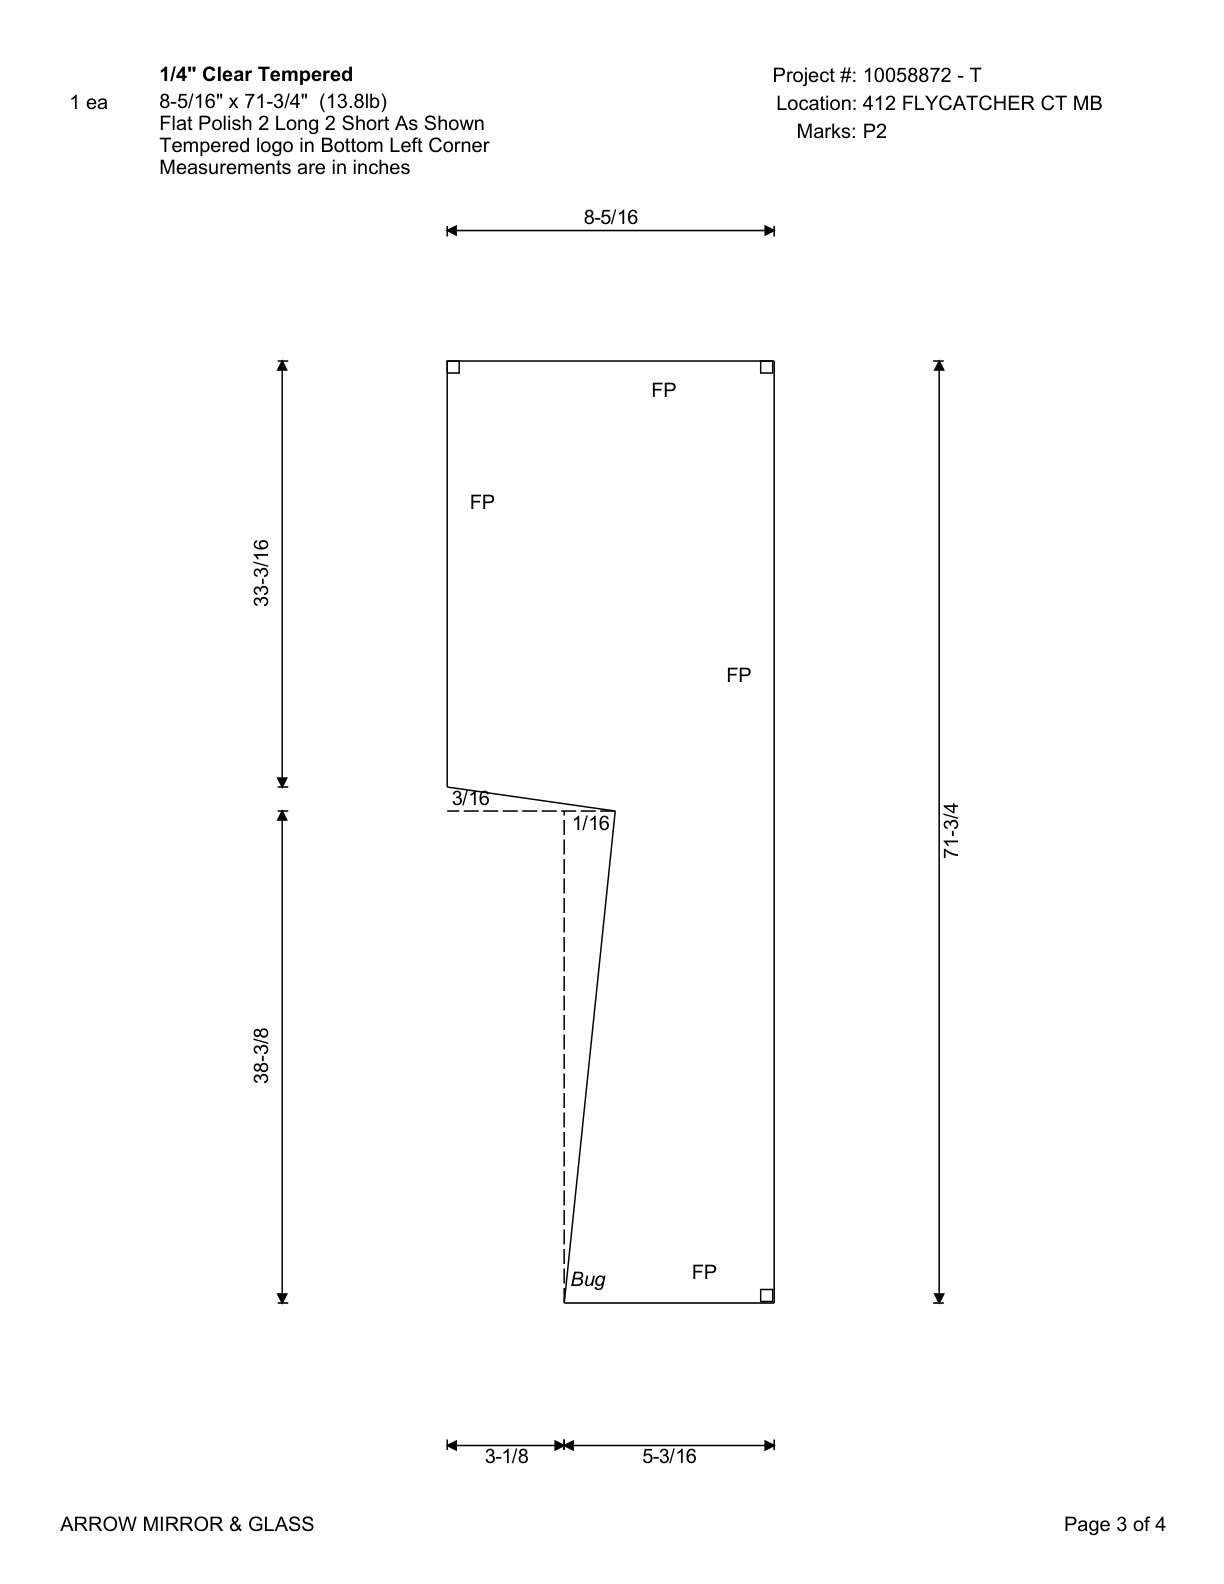 1/4" Clear Tempered
1 ea
8-5/16" x 71-3/4" (13.8lb)
Flat Polish 2 Long 2 Short As Shown
Tempered logo in Bottom Left Corner
Measurements are in inches
Project #: 10058872 - T
Location: 412 FLYCATCHER CT MB
Marks: P2
8-5/16
FP
FP
33-3/16
FP
3/16
1/16
71-3/4
38-3/8
FP
Bug
3-1/8
5-3/16
ARROW MIRROR & GLASS
Page 3 of 4